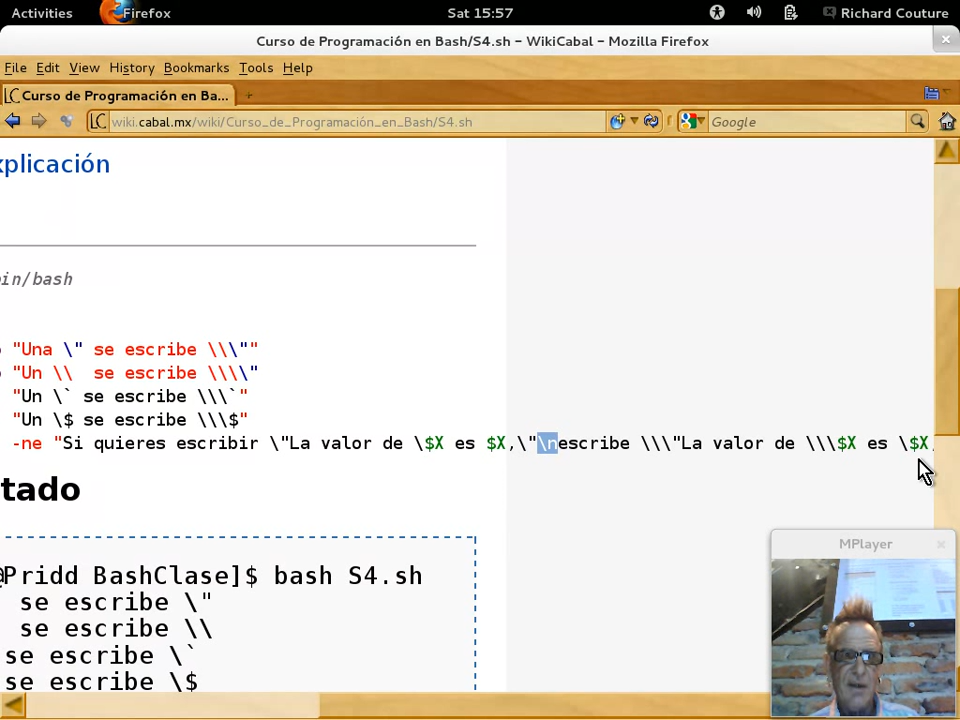 Activities Firefox Sat 15:57 Richard Couture
Curso de Programación en Bash/S4.sh – WikiCabal – Mozilla Firefox
File Edit View History Bookmarks Tools Help
Curso de Programación en Ba...
wiki.cabal.mx/wiki/Curso_de_Programación_en_Bash/S4.sh Google
xplicación
bin/bash
"Una \" se escribe \\\""
"Un \\  se escribe \\\\"
"Un \` se escribe \\\`"
"Un \$ se escribe \\\$"
-ne "Si quieres escribir \"La valor de \$X es $X,\"\nescribe \\\"La valor de \\\$X es \$X,
tado
@Pridd BashClase]$ bash S4.sh
se escribe \"
se escribe \\
se escribe \`
se escribe \$
MPlayer